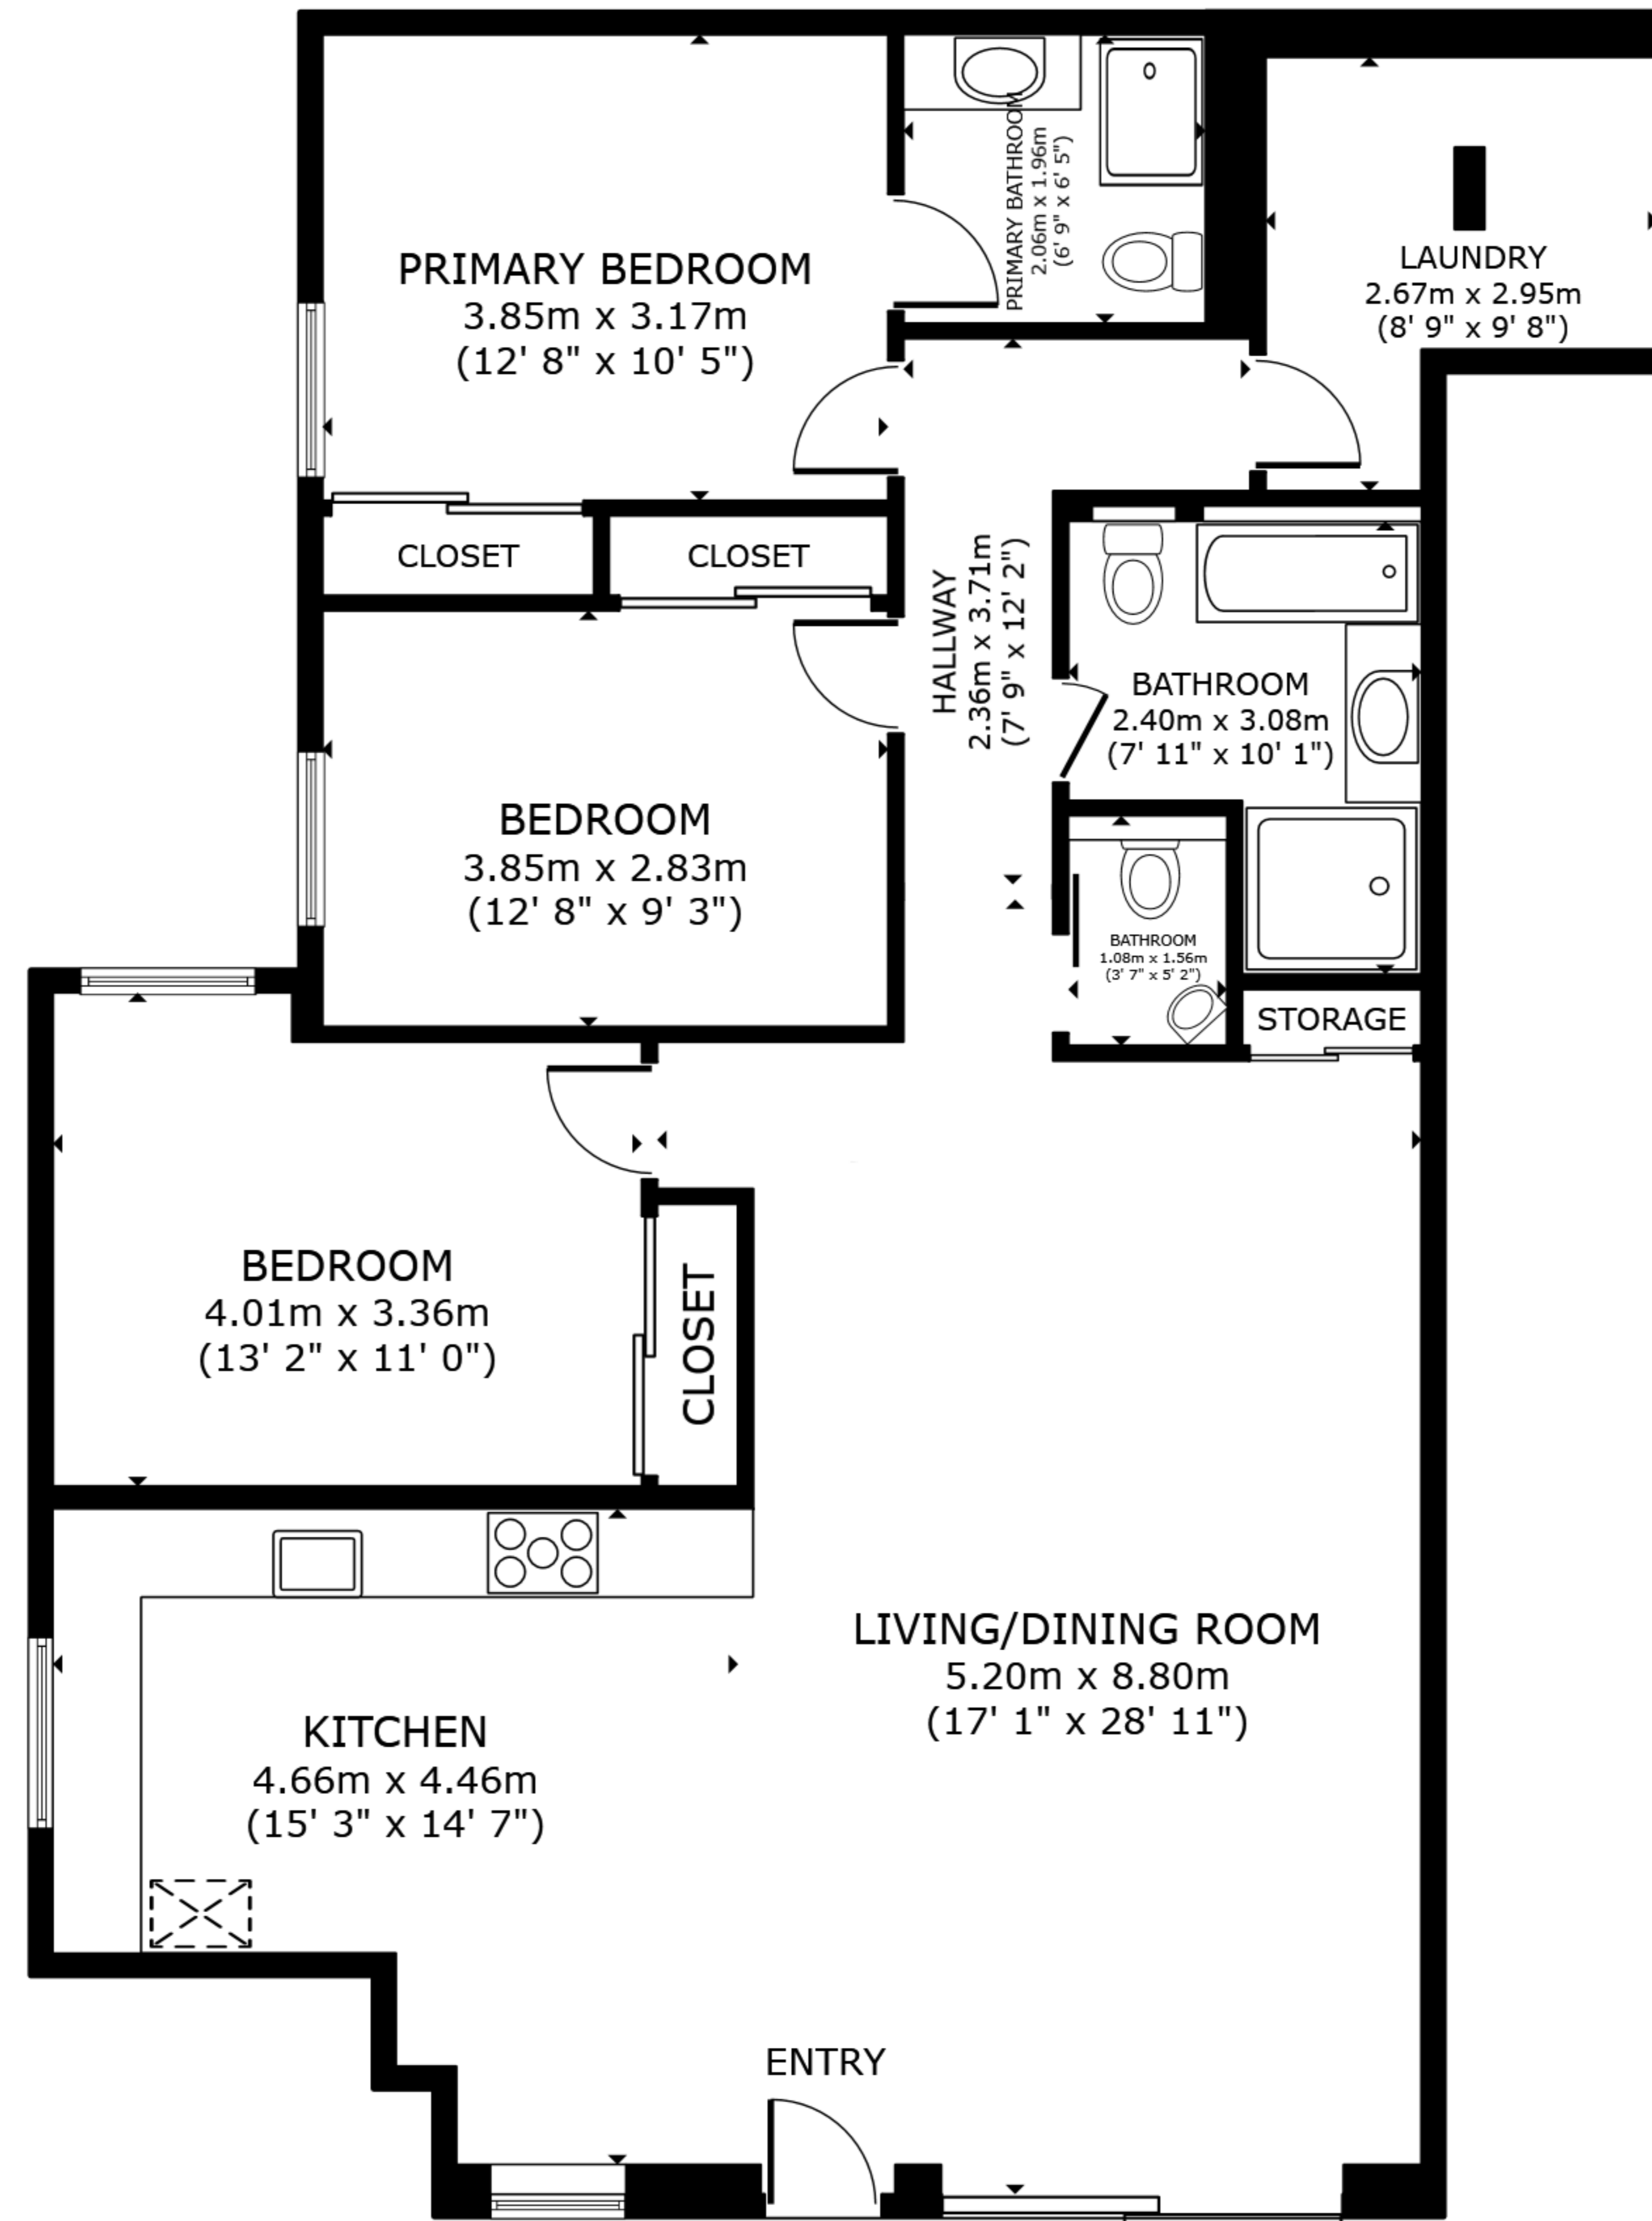 PRIMARY BEDROOM
3.85m x 3.17m
(12' 8" x 10' 5")
PRIMARY BATHROOM
2.06m x 1.96m
(6' 9" x 6' 5")
LAUNDRY
2.67m x 2.95m
(8' 9" x 9' 8")
CLOSET
CLOSET
HALLWAY
2.36m x 3.71m
(7' 9" x 12' 2")
BATHROOM
2.40m x 3.08m
(7' 11" x 10' 1")
BEDROOM
3.85m x 2.83m
(12' 8" x 9' 3")
BATHROOM
1.08m x 1.56m
(3' 7" x 5' 2")
STORAGE
BEDROOM
4.01m x 3.36m
(13' 2" x 11' 0")
CLOSET
LIVING/DINING ROOM
5.20m x 8.80m
(17' 1" x 28' 11")
KITCHEN
4.66m x 4.46m
(15' 3" x 14' 7")
ENTRY